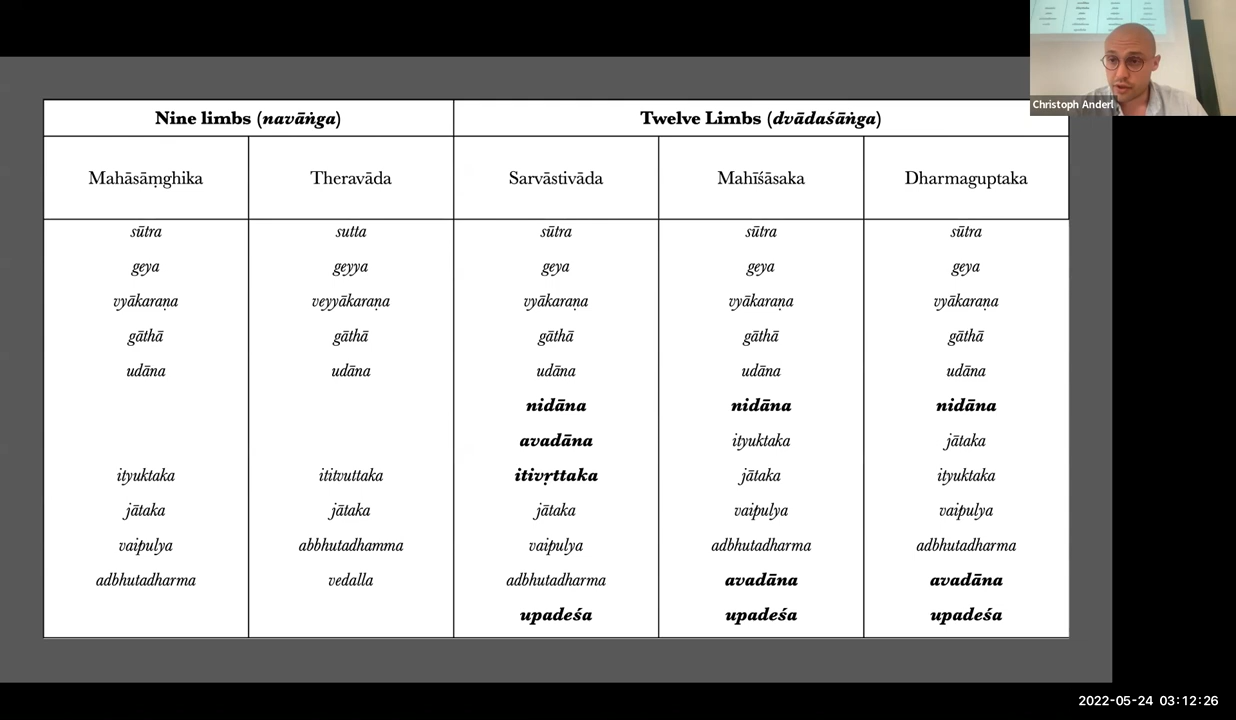 Nine limbs (navāṅga) Twelve Limbs (dvādaśāṅga)
Mahāsāṃghika Theravāda Sarvāstivāda Mahīśāsaka Dharmaguptaka
sūtra sutta sūtra sūtra sūtra
geya geyya geya geya geya
vyākaraṇa veyyākaraṇa vyākaraṇa vyākaraṇa vyākaraṇa
gāthā gāthā gāthā gāthā gāthā
udāna udāna udāna udāna udāna
nidāna nidāna nidāna
avadāna ityuktaka jātaka
ityuktaka itivuttaka itivṛttaka jātaka ityuktaka
jātaka jātaka jātaka vaipulya vaipulya
vaipulya abbhutadhamma vaipulya adbhutadharma adbhutadharma
adbhutadharma vedalla adbhutadharma avadāna avadāna
upadeśa upadeśa upadeśa
Christoph Anderl
2022-05-24 03:12:26